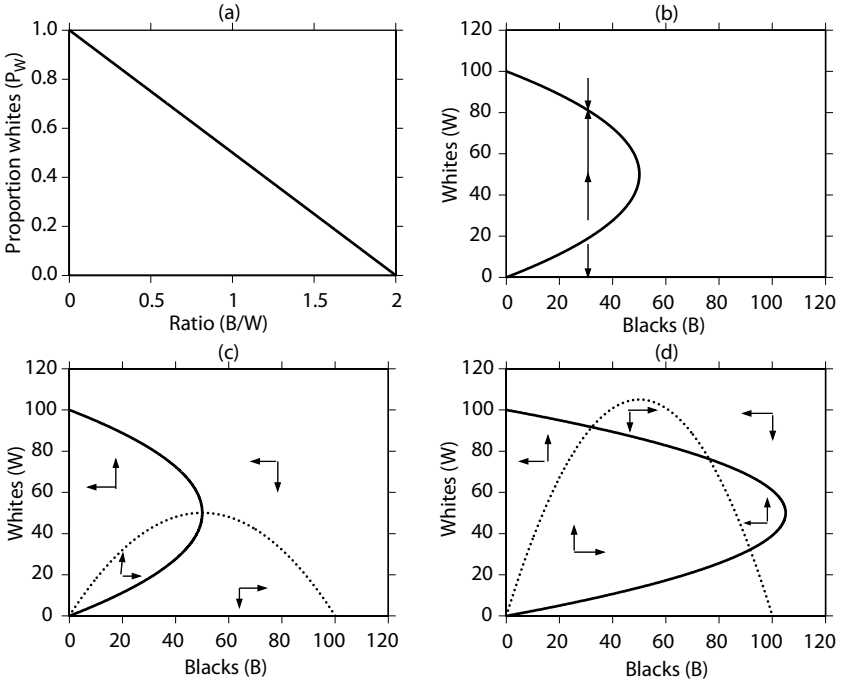 (a)
Proportion whites (PW)
1.0
0.8
0.6
0.4
0.2
0.0
0 0.5 1 1.5 2
Ratio (B/W)
(b)
Whites (W)
120
100
80
60
40
20
0
0 20 40 60 80 100 120
Blacks (B)
(c)
Whites (W)
120
100
80
60
40
20
0
0 20 40 60 80 100 120
Blacks (B)
(d)
Whites (W)
120
100
80
60
40
20
0
0 20 40 60 80 100 120
Blacks (B)